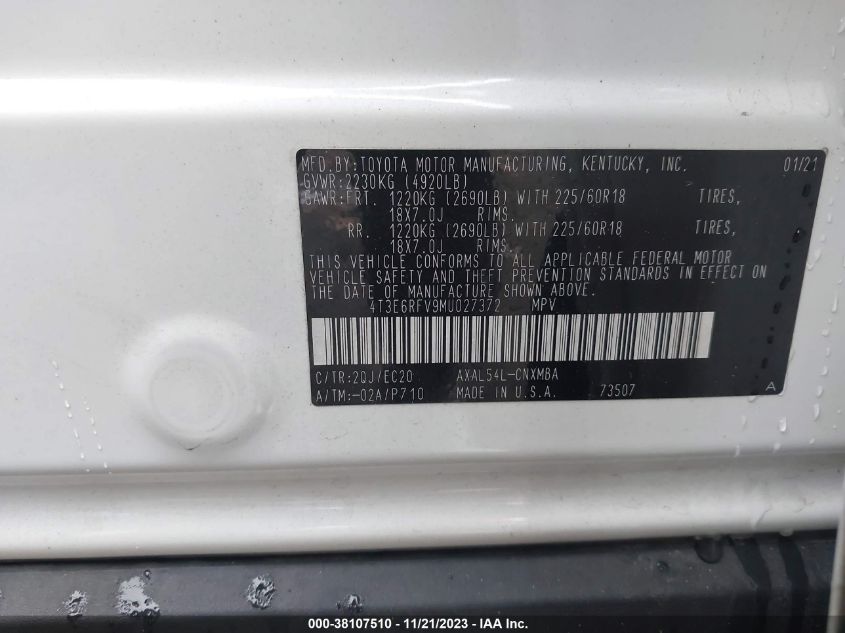 MFD.BY:TOYOTA MOTOR MANUFACTURING, KENTUCKY, INC. 01/21
GVWR:2230KG (4920LB)
GAWR:FRT. 1220KG (2690LB) WITH 225/60R18 TIRES,
18X7.0J RIMS.
RR. 1220KG (2690LB) WITH 225/60R18 TIRES,
18X7.0J RIMS.
THIS VEHICLE CONFORMS TO ALL APPLICABLE FEDERAL MOTOR
VEHICLE SAFETY AND THEFT PREVENTION STANDARDS IN EFFECT ON
THE DATE OF MANUFACTURE SHOWN ABOVE.
4T3E6RFV9MU027372 MPV
C/TR:2QJ/EC20 AXAL54L-CNXMBA
A/TM:-02A/P710 MADE IN U.S.A. 73507 A
000-38107510 - 11/21/2023 - IAA Inc.